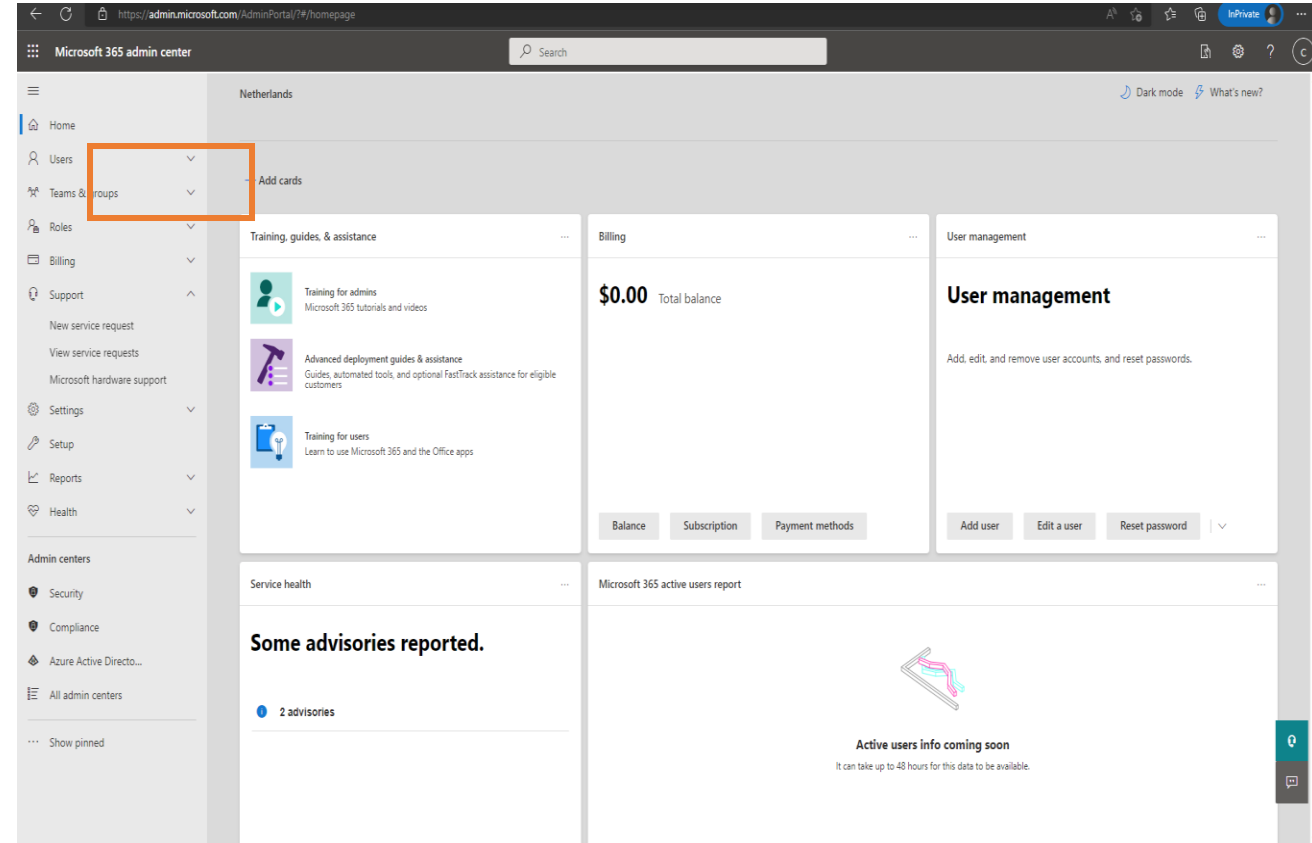 https://admin.microsoft.com/AdminPortal/?#/homepage
InPrivate
Microsoft 365 admin center
Search
?
C
Netherlands
Dark mode
What's new?
Home
Users
Teams & groups
Roles
Billing
Support
New service request
View service requests
Microsoft hardware support
Settings
Setup
Reports
Health
Admin centers
Security
Compliance
Azure Active Directo...
All admin centers
Show pinned
Add cards
Training, guides, & assistance
Training for admins
Microsoft 365 tutorials and videos
Advanced deployment guides & assistance
Guides, automated tools, and optional FastTrack assistance for eligible
customers
Training for users
Learn to use Microsoft 365 and the Office apps
Billing
$0.00 Total balance
Balance
Subscription
Payment methods
User management
User management
Add, edit, and remove user accounts, and reset passwords.
Add user
Edit a user
Reset password
Service health
Some advisories reported.
2 advisories
Microsoft 365 active users report
Active users info coming soon
It can take up to 48 hours for this data to be available.